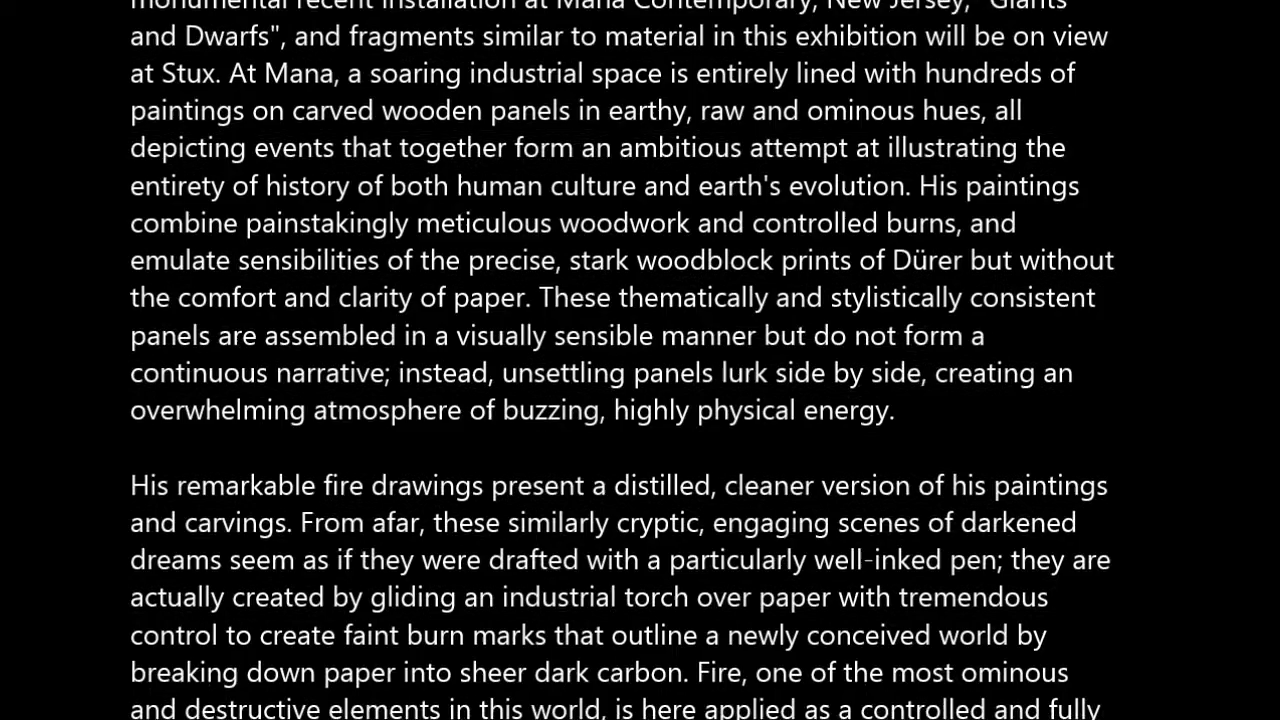 monumental recent installation at Mana Contemporary, New Jersey, "Giants
and Dwarfs", and fragments similar to material in this exhibition will be on view
at Stux. At Mana, a soaring industrial space is entirely lined with hundreds of
paintings on carved wooden panels in earthy, raw and ominous hues, all
depicting events that together form an ambitious attempt at illustrating the
entirety of history of both human culture and earth's evolution. His paintings
combine painstakingly meticulous woodwork and controlled burns, and
emulate sensibilities of the precise, stark woodblock prints of Dürer but without
the comfort and clarity of paper. These thematically and stylistically consistent
panels are assembled in a visually sensible manner but do not form a
continuous narrative; instead, unsettling panels lurk side by side, creating an
overwhelming atmosphere of buzzing, highly physical energy.
His remarkable fire drawings present a distilled, cleaner version of his paintings
and carvings. From afar, these similarly cryptic, engaging scenes of darkened
dreams seem as if they were drafted with a particularly well-inked pen; they are
actually created by gliding an industrial torch over paper with tremendous
control to create faint burn marks that outline a newly conceived world by
breaking down paper into sheer dark carbon. Fire, one of the most ominous
and destructive elements in this world, is here applied as a controlled and fully